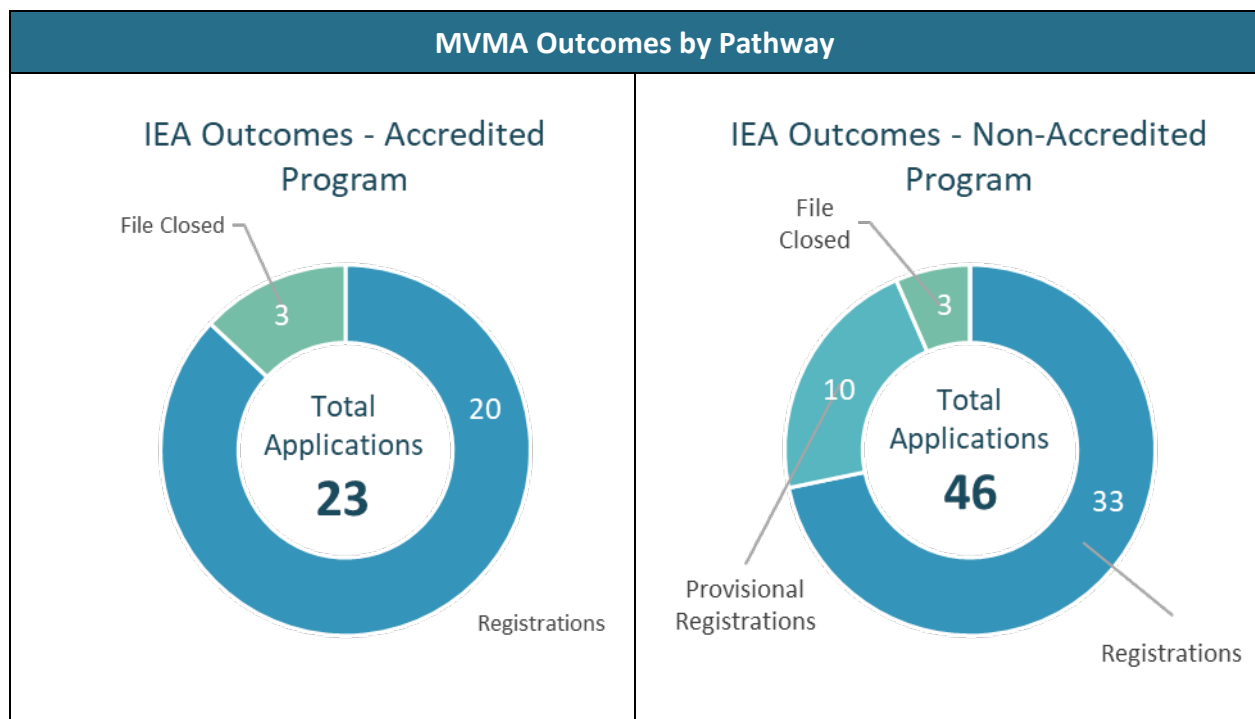 MVMA Outcomes by Pathway
IEA Outcomes - Accredited
Program
File Closed
3
20
Total
Applications
23
Registrations
IEA Outcomes - Non-Accredited
Program
File
Closed
3
10
Total
Applications
46
33
Provisional
Registrations
Registrations